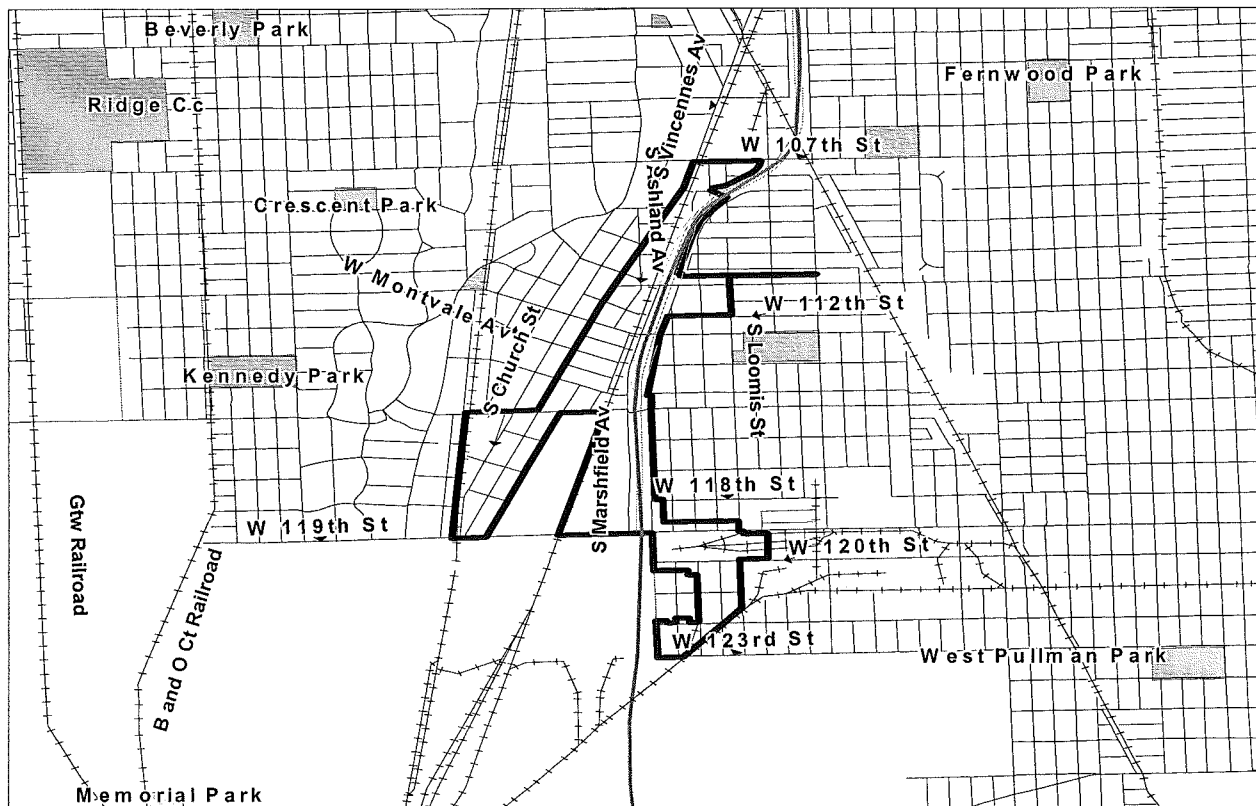 Beverly Park
Ridge Cc
Fernwood Park
S Vincennes Av
W 107th St
S Ashland Av
Crescent Park
W Montvale Av
W 112th St
S Church St
S Loomis St
Kennedy Park
S Marshfield Av
W 118th St
Gtw Railroad
W 119th St
W 120th St
B and O Ct Railroad
W 123rd St
West Pullman Park
Memorial Park